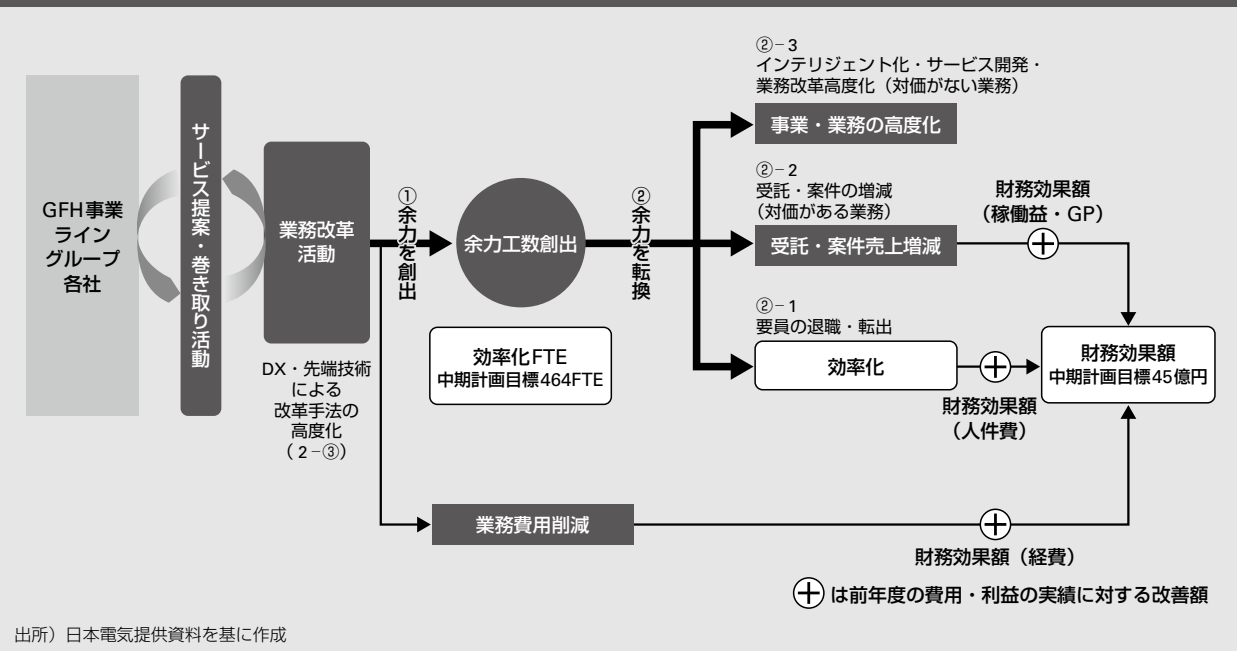 GFH事業
ライン
グループ
各社
サービス提案・巻き取り活動
業務改革
活動
DX・先端技術
による
改革手法の
高度化
(2-③)
①余力を創出
余力工数創出
効率化FTE
中期計画目標464FTE
②余力を転換
②-3
インテリジェント化・サービス開発・
業務改革高度化(対価がない業務)
事業・業務の高度化
②-2
受託・案件の増減
(対価がある業務)
受託・案件売上増減
財務効果額
(稼働益・GP)
②-1
要員の退職・転出
効率化
財務効果額
(人件費)
財務効果額
中期計画目標45億円
業務費用削減
財務効果額(経費)
⊕は前年度の費用・利益の実績に対する改善額
出所)日本電気提供資料を基に作成